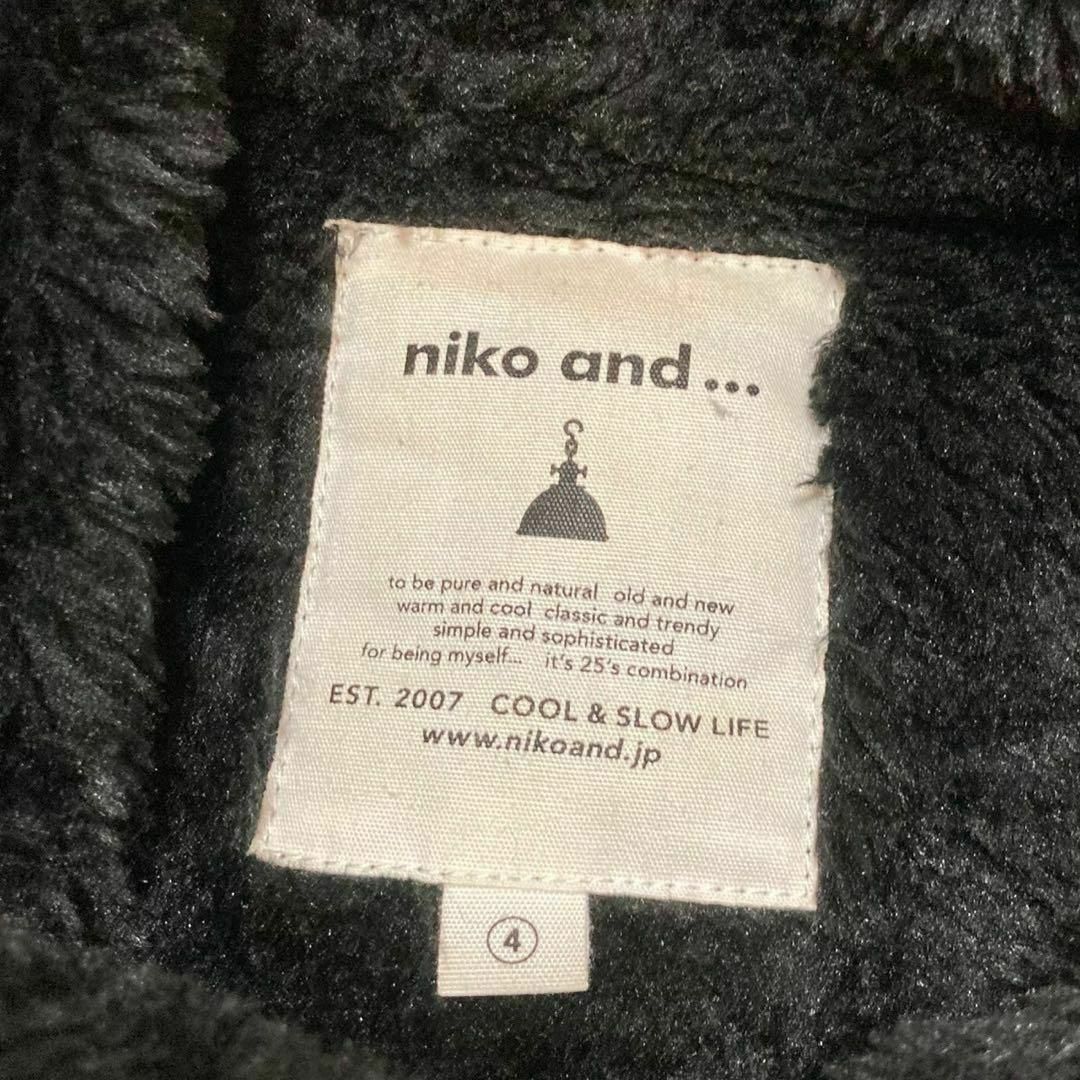 niko and...
to be pure and natural old and new
warm and cool classic and trendy
simple and sophisticated
for being myself... it's 25's combination
EST. 2007 COOL & SLOW LIFE
www.nikoand.jp
4